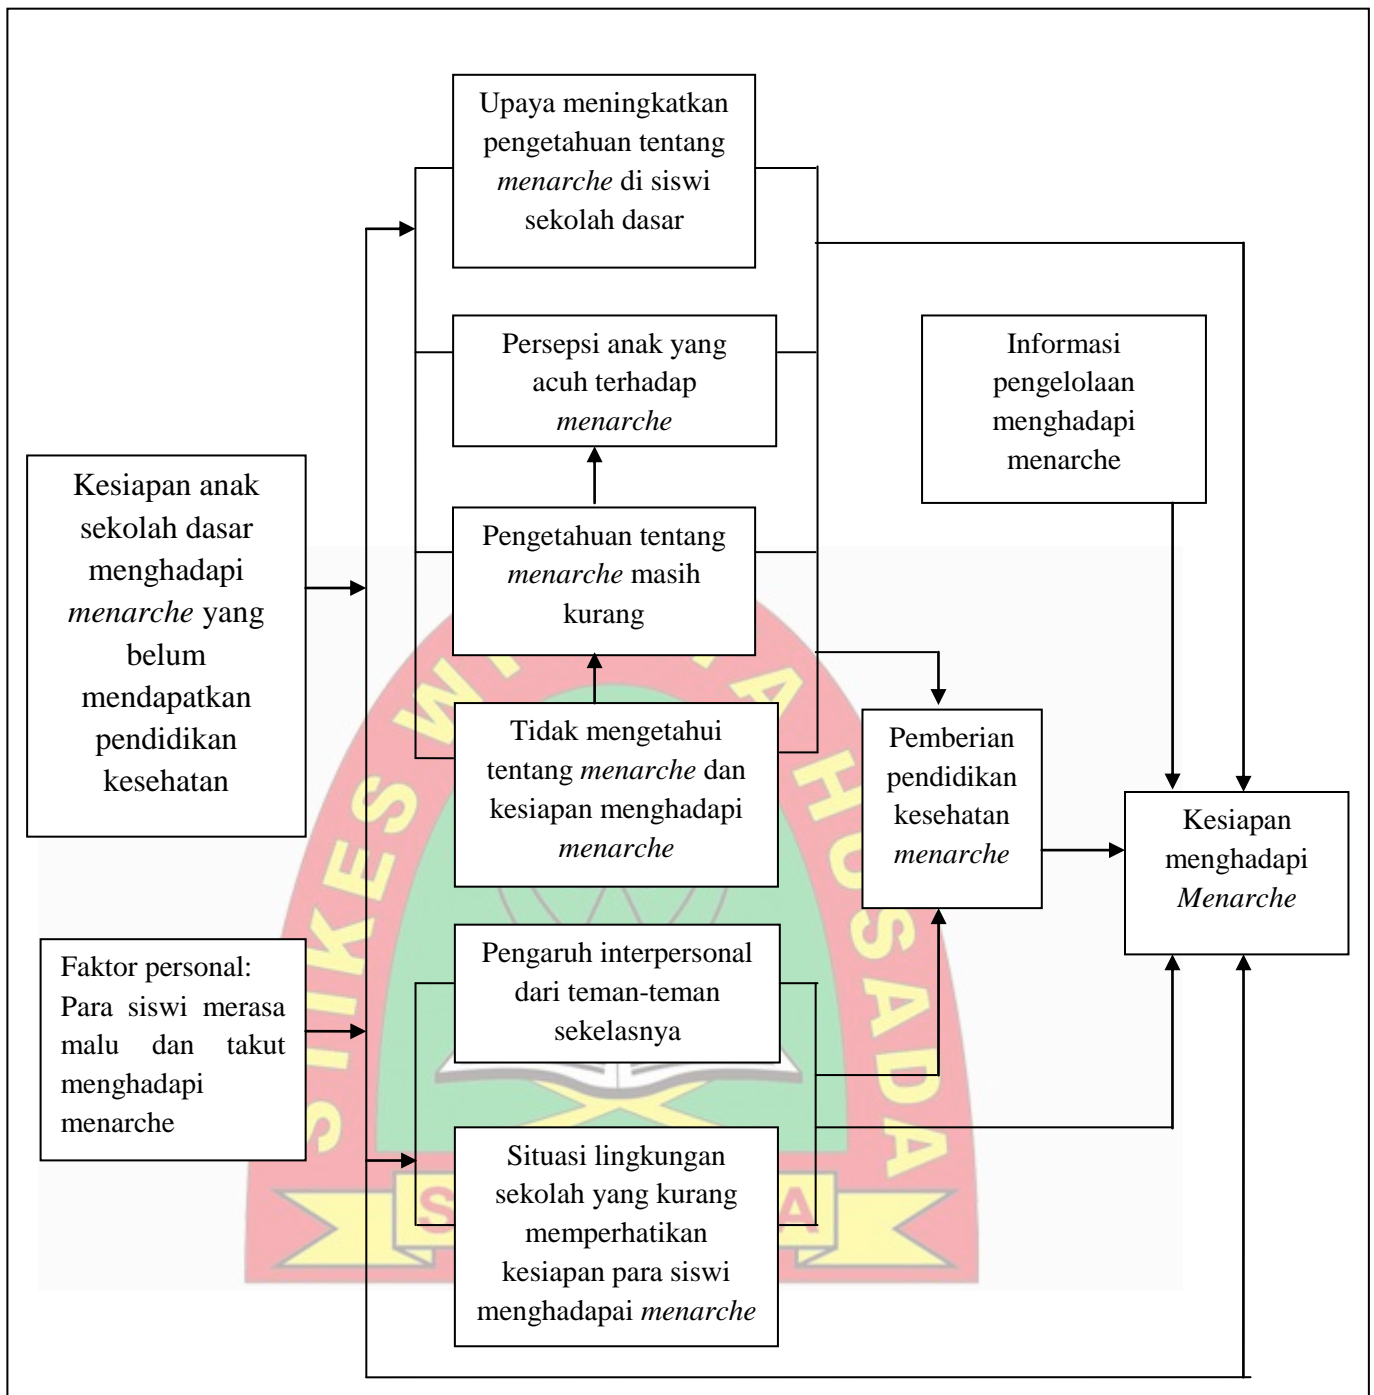 Upaya meningkatkan
pengetahuan tentang
menarche di siswi
sekolah dasar
Persepsi anak yang
acuh terhadap
menarche
Informasi
pengelolaan
menghadapi
menarche
Kesiapan anak
sekolah dasar
menghadapi
menarche yang
belum
mendapatkan
pendidikan
kesehatan
Pengetahuan tentang
menarche masih
kurang
Tidak mengetahui
tentang menarche dan
kesiapan menghadapi
menarche
Pemberian
pendidikan
kesehatan
menarche
Kesiapan
menghadapi
Menarche
Faktor personal:
Para siswi merasa
malu dan takut
menghadapi
menarche
Pengaruh interpersonal
dari teman-teman
sekelasnya
Situasi lingkungan
sekolah yang kurang
memperhatikan
kesiapan para siswi
menghadapai menarche
HUSADA